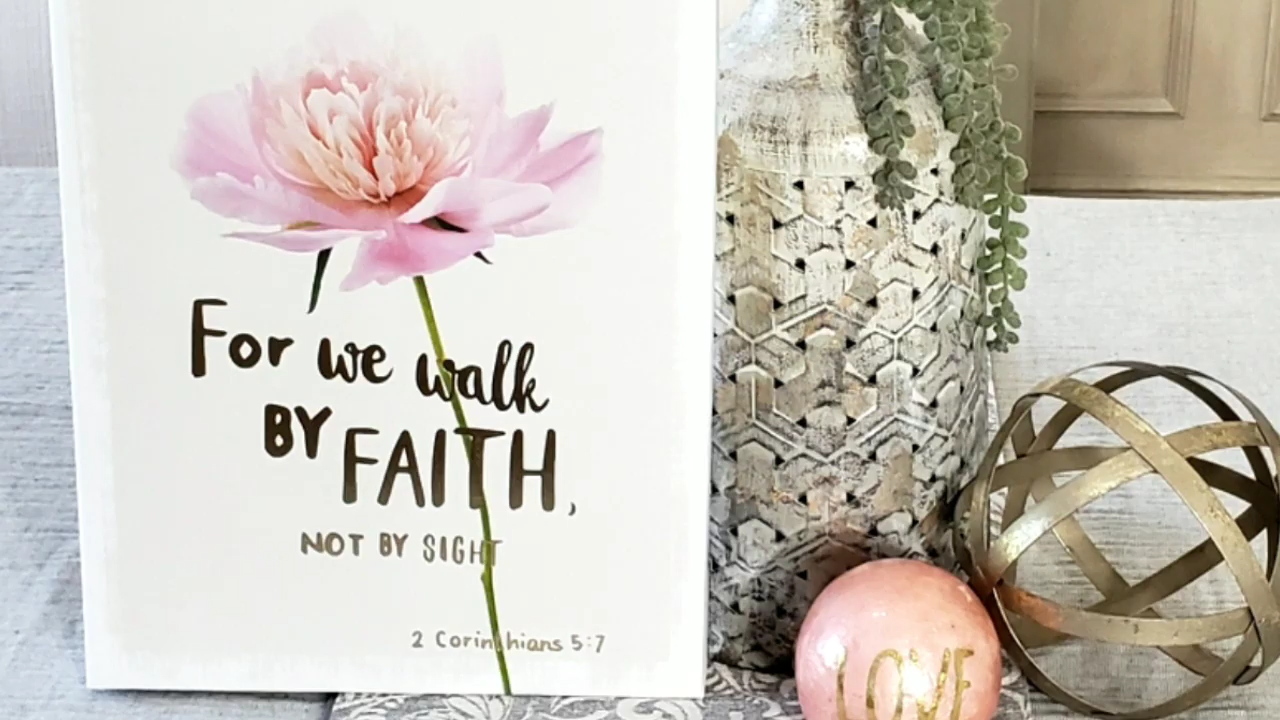 For we walk
BY FAITH,
NOT BY SIGHT
2 Corinthians 5:7
LOVE